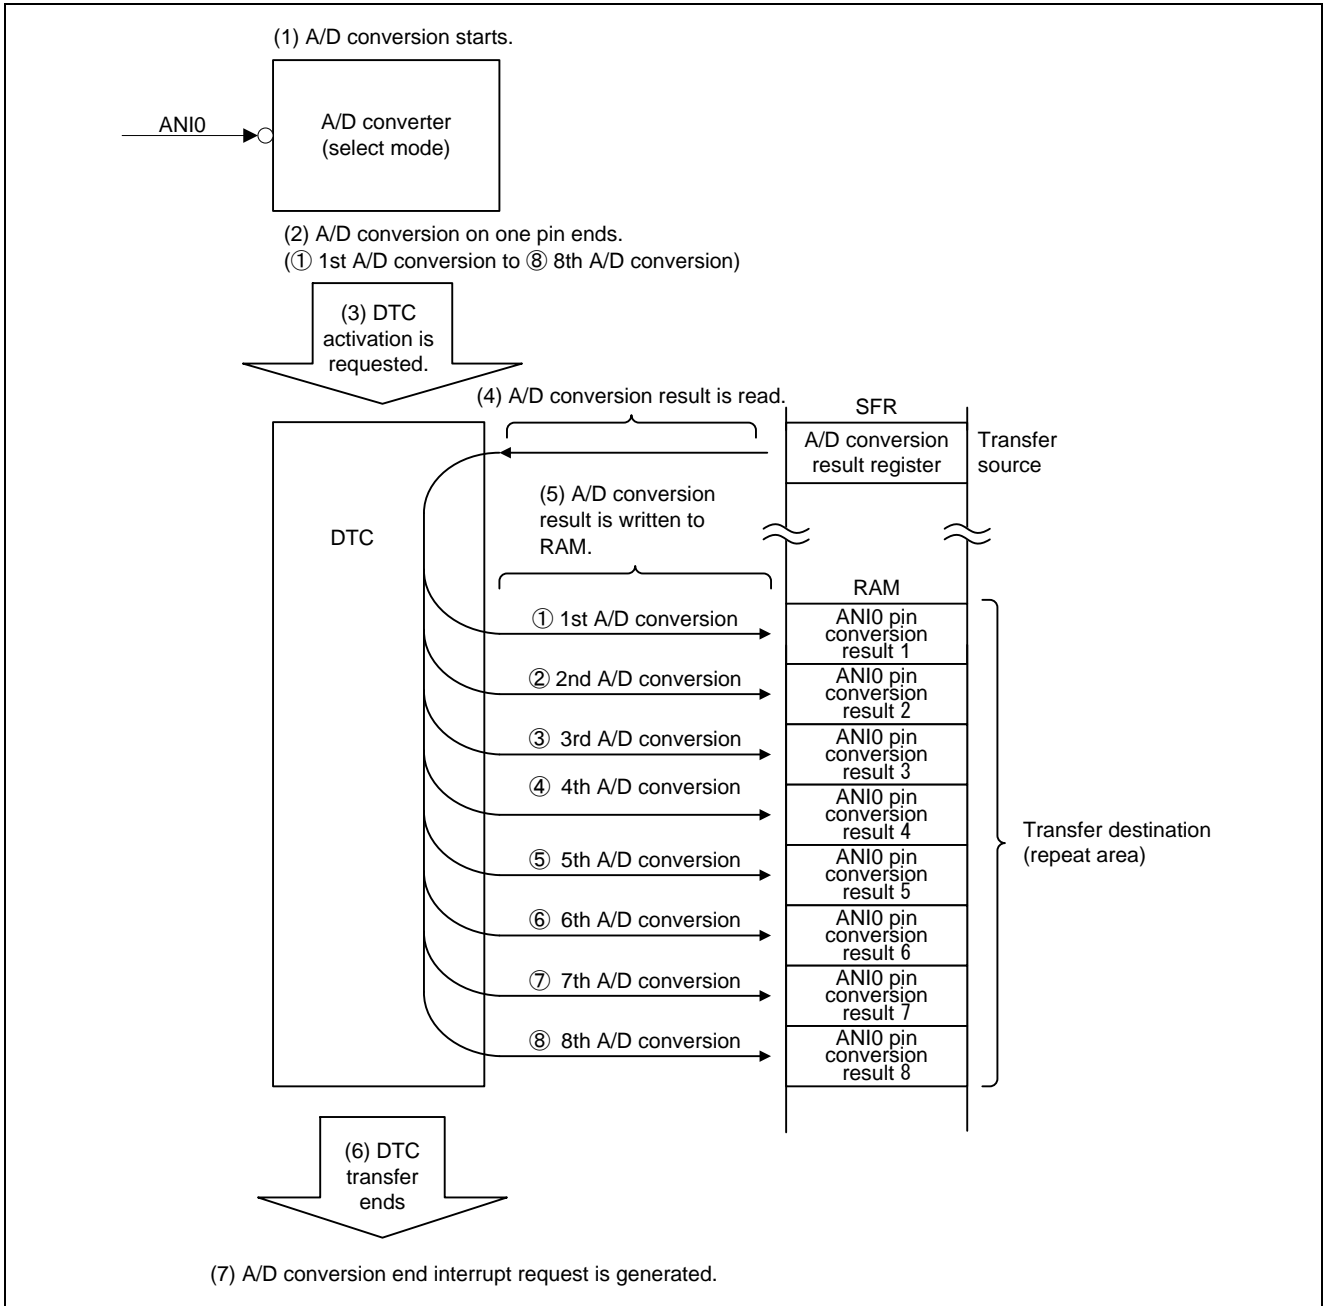 (1) A/D conversion starts.
ANI0
A/D converter
(select mode)
(2) A/D conversion on one pin ends.
(① 1st A/D conversion to ⑧ 8th A/D conversion)
(3) DTC
activation is
requested.
(4) A/D conversion result is read.
SFR
A/D conversion
result register
Transfer
source
(5) A/D conversion
result is written to
RAM.
DTC
RAM
① 1st A/D conversion
ANI0 pin
conversion
result 1
② 2nd A/D conversion
ANI0 pin
conversion
result 2
③ 3rd A/D conversion
ANI0 pin
conversion
result 3
④ 4th A/D conversion
ANI0 pin
conversion
result 4
Transfer destination
(repeat area)
⑤ 5th A/D conversion
ANI0 pin
conversion
result 5
⑥ 6th A/D conversion
ANI0 pin
conversion
result 6
⑦ 7th A/D conversion
ANI0 pin
conversion
result 7
⑧ 8th A/D conversion
ANI0 pin
conversion
result 8
(6) DTC
transfer
ends
(7) A/D conversion end interrupt request is generated.